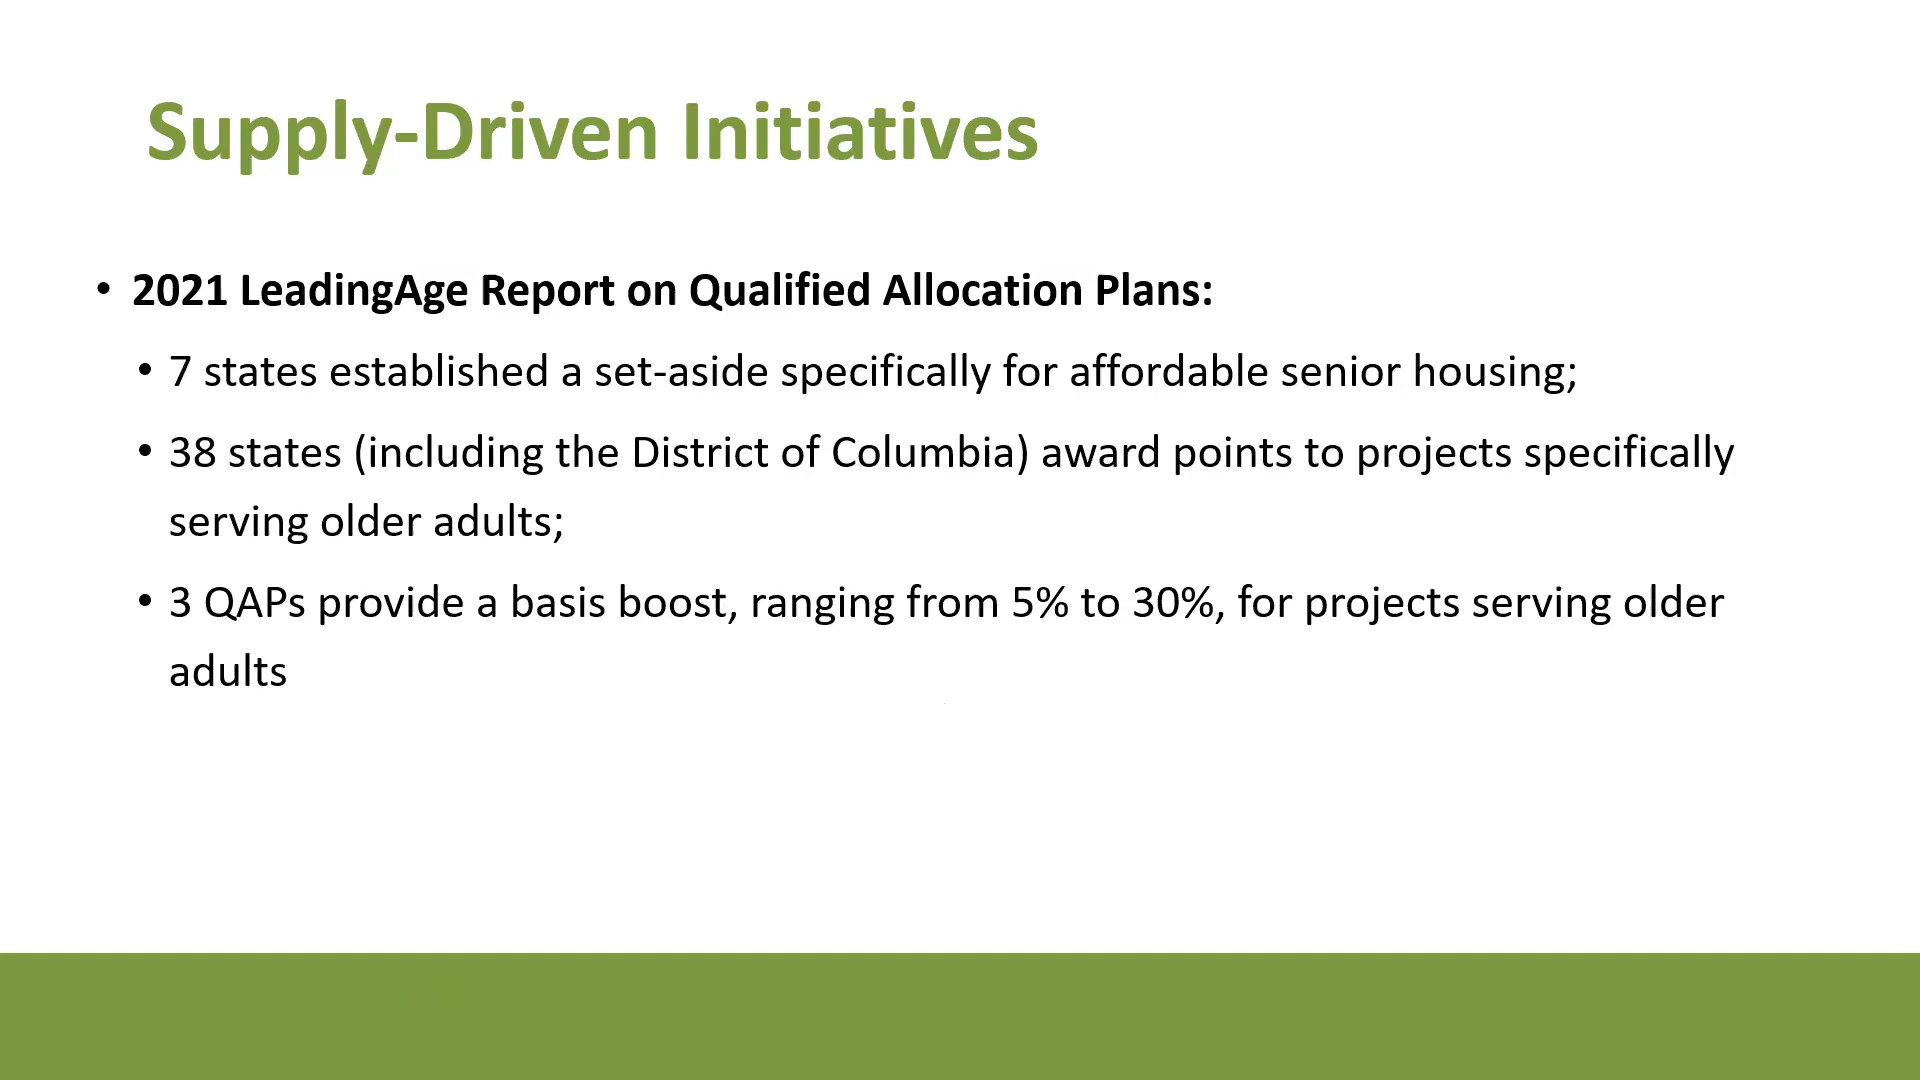 Supply-Driven Initiatives
• 2021 LeadingAge Report on Qualified Allocation Plans:
• 7 states established a set-aside specifically for affordable senior housing;
• 38 states (including the District of Columbia) award points to projects specifically
serving older adults;
• 3 QAPs provide a basis boost, ranging from 5% to 30%, for projects serving older
adults